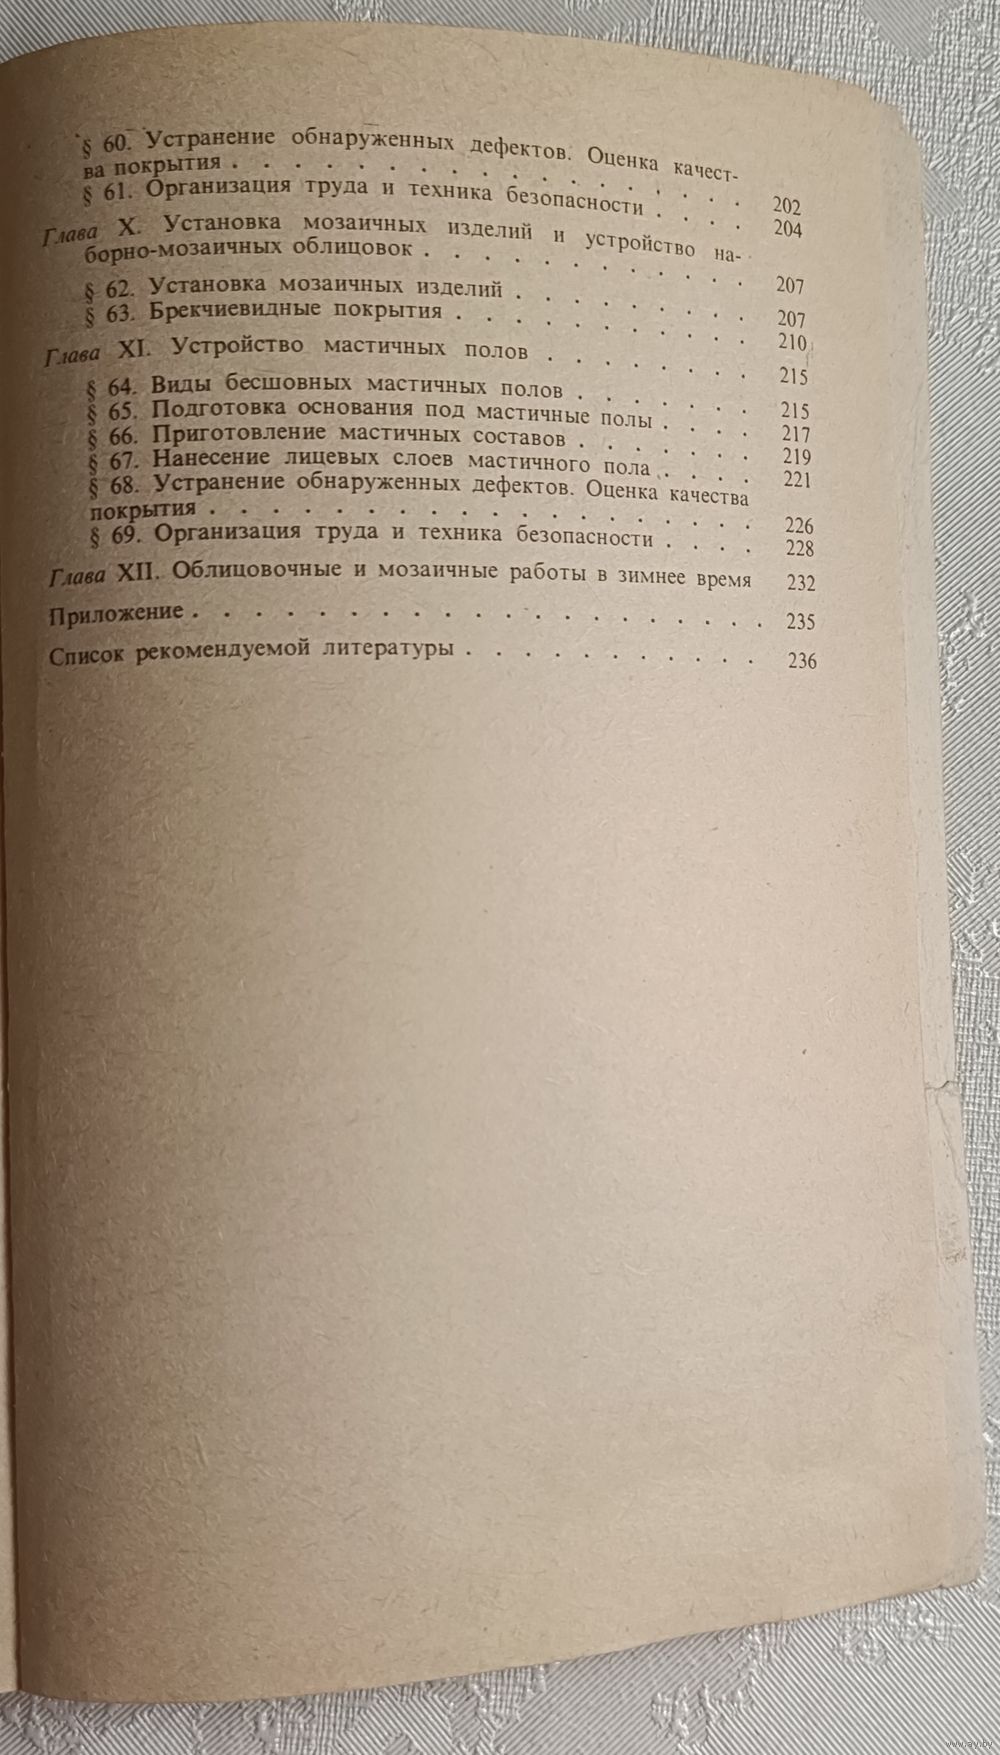 § 60. Устранение обнаруженных дефектов. Оценка качест-
ва покрытия . . . . . . . . . . . . . . . . . 202
§ 61. Организация труда и техника безопасности . . . . 204
Глава X. Установка мозаичных изделий и устройство на-
борно-мозаичных облицовок . . . . . . . . . . . 207
§ 62. Установка мозаичных изделий . . . . . . . . 207
§ 63. Брекчиевидные покрытия . . . . . . . . . . 210
Глава XI. Устройство мастичных полов . . . . . . . 215
§ 64. Виды бесшовных мастичных полов . . . . . . 215
§ 65. Подготовка основания под мастичные полы . . . . 217
§ 66. Приготовление мастичных составов . . . . . . 219
§ 67. Нанесение лицевых слоев мастичного пола . . . . 221
§ 68. Устранение обнаруженных дефектов. Оценка качества
покрытия . . . . . . . . . . . . . . . . . . 226
§ 69. Организация труда и техника безопасности . . . . 228
Глава XII. Облицовочные и мозаичные работы в зимнее время 232
Приложение . . . . . . . . . . . . . . . . . . . 235
Список рекомендуемой литературы . . . . . . . . . . 236
www.ay.by